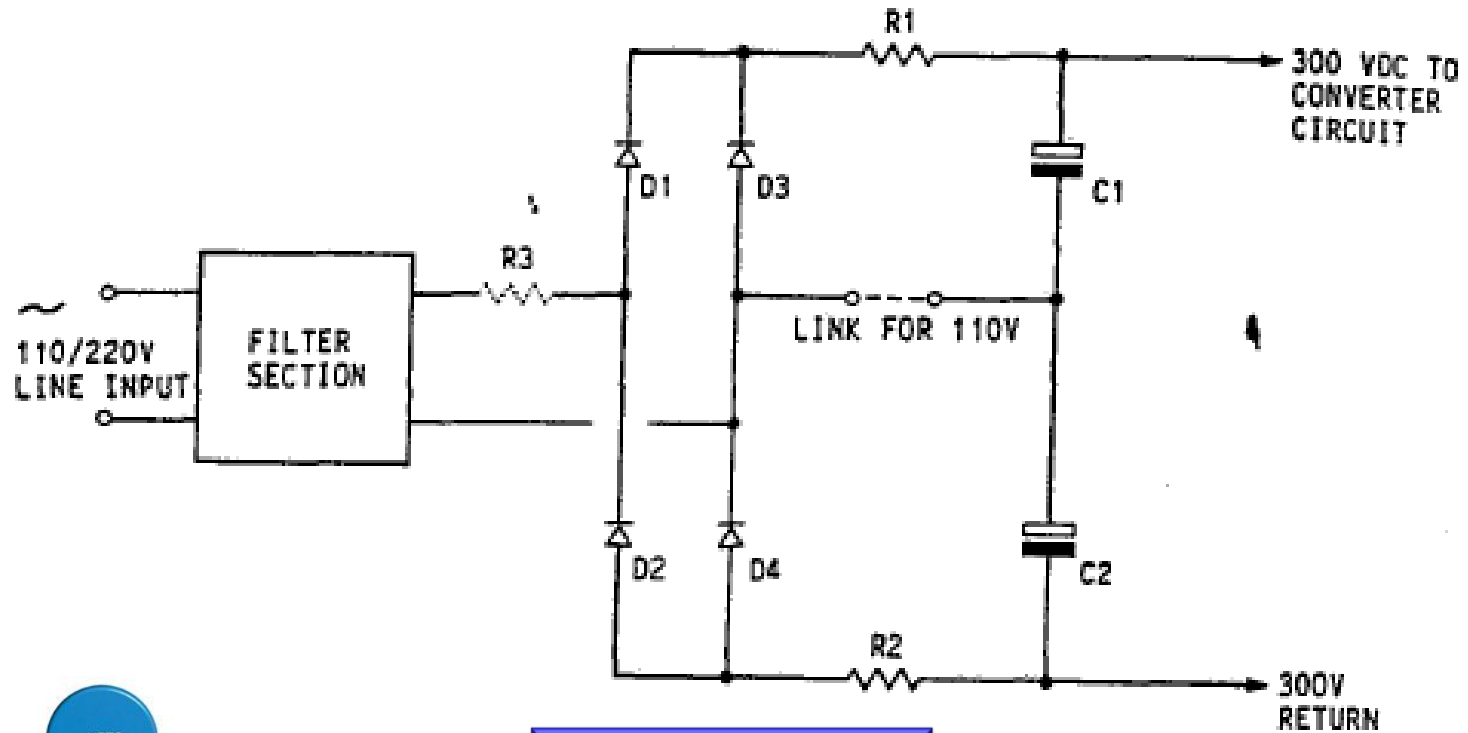 R1
300 VDC TO
CONVERTER
CIRCUIT
D1
D3
C1
R3
~
110/220V
LINE INPUT
FILTER
SECTION
LINK FOR 110V
D2
D4
C2
R2
300V
RETURN